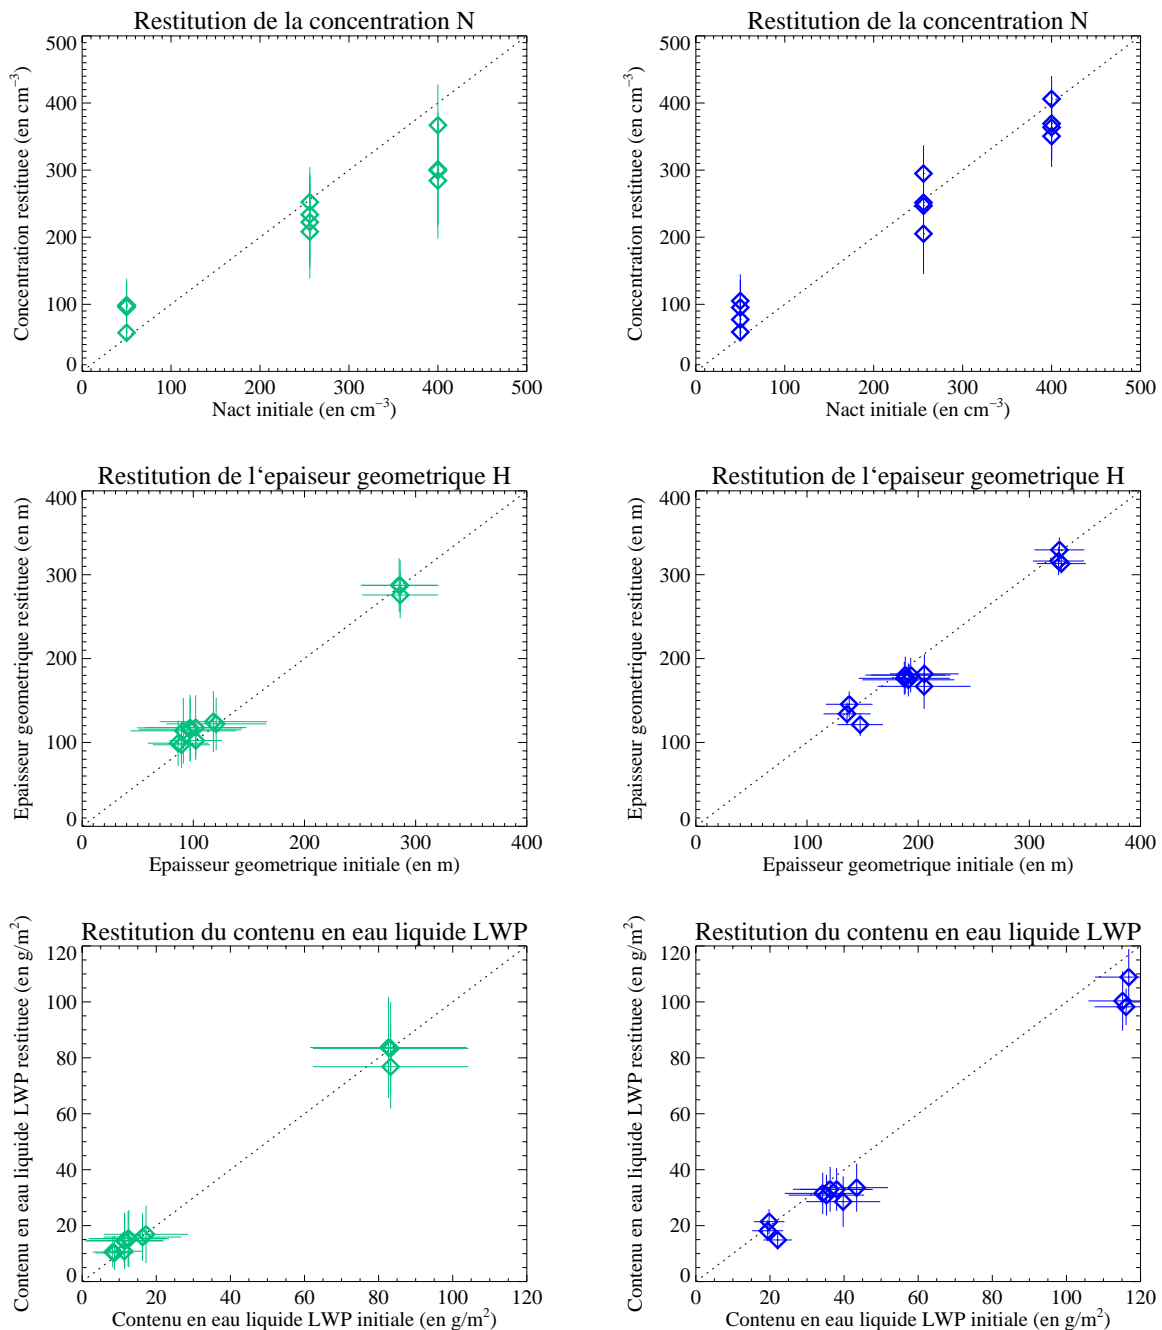 Restitution de la concentration N
Concentration restituee (en cm−3)
500
400
300
200
100
0
0 100 200 300 400 500
Nact initiale (en cm−3)
Restitution de la concentration N
Concentration restituee (en cm−3)
500
400
300
200
100
0
0 100 200 300 400 500
Nact initiale (en cm−3)
Restitution de l‘epaiseur geometrique H
Epaisseur geometrique restituee (en m)
400
300
200
100
0
0 100 200 300 400
Epaisseur geometrique initiale (en m)
Restitution de l‘epaiseur geometrique H
Epaisseur geometrique restituee (en m)
400
300
200
100
0
0 100 200 300 400
Epaisseur geometrique initiale (en m)
Restitution du contenu en eau liquide LWP
Contenu en eau liquide LWP restituee (en g/m2)
120
100
80
60
40
20
0
0 20 40 60 80 100 120
Contenu en eau liquide LWP initiale (en g/m2)
Restitution du contenu en eau liquide LWP
Contenu en eau liquide LWP restituee (en g/m2)
120
100
80
60
40
20
0
0 20 40 60 80 100 120
Contenu en eau liquide LWP initiale (en g/m2)